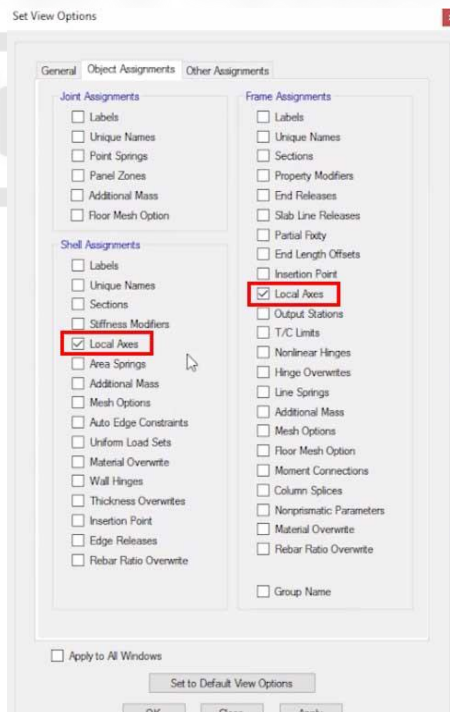 Set View Options
General
Object Assignments
Other Assignments
Joint Assignments
Labels
Unique Names
Point Springs
Panel Zones
Additional Mass
Floor Mesh Option
Shell Assignments
Labels
Unique Names
Sections
Stiffness Modifiers
Local Axes
Area Springs
Additional Mass
Mesh Options
Auto Edge Constraints
Uniform Load Sets
Material Overwrite
Wall Hinges
Thickness Overwrites
Insertion Point
Edge Releases
Rebar Ratio Overwrite
Frame Assignments
Labels
Unique Names
Sections
Property Modifiers
End Releases
Slab Line Releases
Partial Fixity
End Length Offsets
Insertion Point
Local Axes
Output Stations
T/C Limits
Nonlinear Hinges
Hinge Overwrites
Line Springs
Additional Mass
Mesh Options
Floor Mesh Option
Moment Connections
Column Splices
Nonprismatic Parameters
Material Overwrite
Rebar Ratio Overwrite
Group Name
Apply to All Windows
Set to Default View Options
OK
Close
Apply